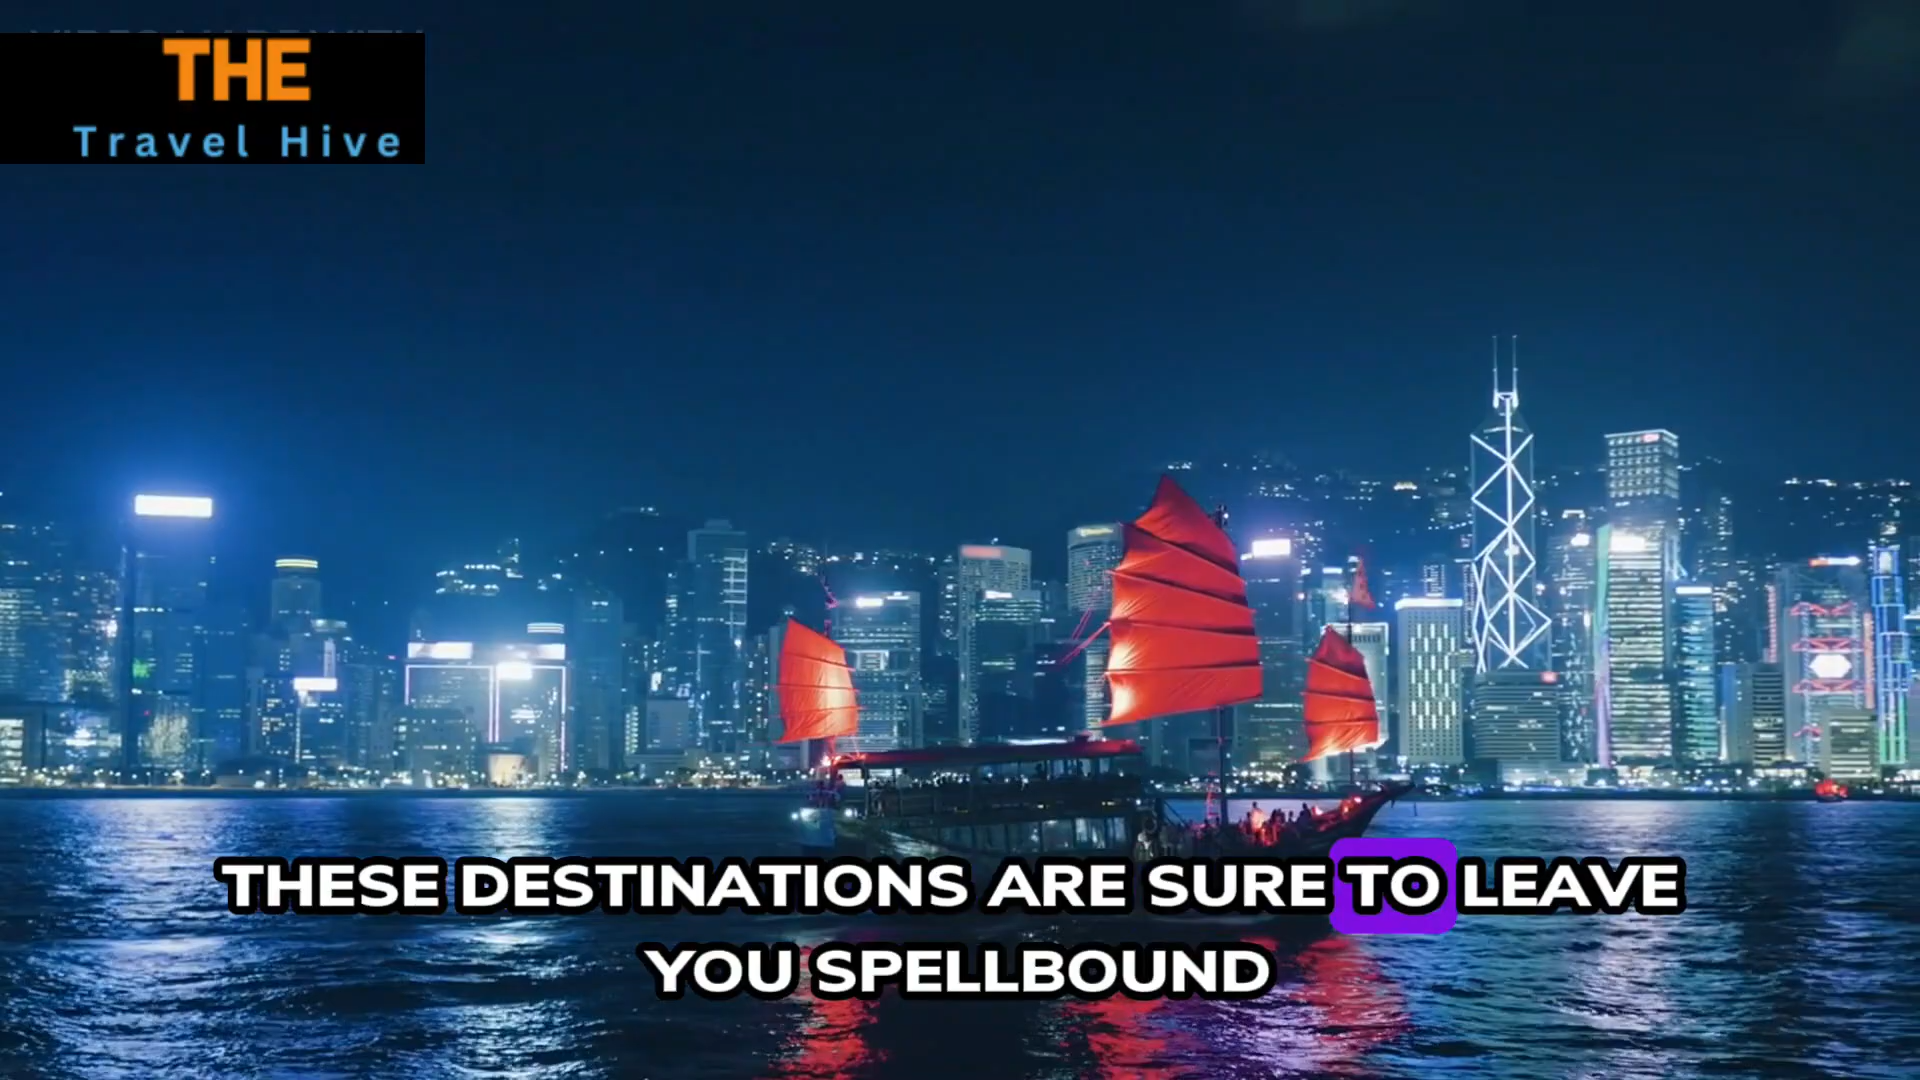 THE
Travel Hive
THESE DESTINATIONS ARE SURE TO LEAVE
YOU SPELLBOUND